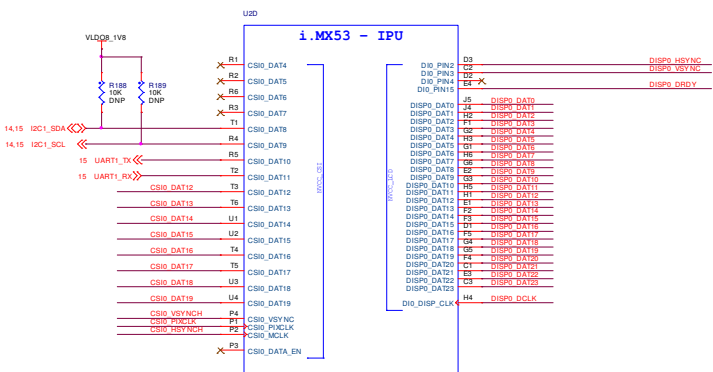 U2D
i.MX53 - IPU
VLDO8_1V8
R188
10K
DNP
R189
10K
DNP
14,15 I2C1_SDA
14,15 I2C1_SCL
15 UART1_TX
15 UART1_RX
R1 CSI0_DAT4
R2 CSI0_DAT5
R6 CSI0_DAT6
R3 CSI0_DAT7
T1 CSI0_DAT8
R4 CSI0_DAT9
R5 CSI0_DAT10
T2 CSI0_DAT11
CSI0_DAT12 T3 CSI0_DAT12
CSI0_DAT13 T6 CSI0_DAT13
CSI0_DAT14 U1 CSI0_DAT14
CSI0_DAT15 U2 CSI0_DAT15
CSI0_DAT16 T4 CSI0_DAT16
CSI0_DAT17 T5 CSI0_DAT17
CSI0_DAT18 U3 CSI0_DAT18
CSI0_DAT19 U4 CSI0_DAT19
CSI0_VSYNCH P4 CSI0_VSYNC
CSI0_PIXCLK P1 CSI0_PIXCLK
CSI0_HSYNCH P2 CSI0_MCLK
P3 CSI0_DATA_EN
NVCC_CSI
NVCC_LCD
DI0_PIN2 D3 DISP0_HSYNC
DI0_PIN3 C2 DISP0_VSYNC
DI0_PIN4 D2
DI0_PIN15 E4 DISP0_DRDY
DISP0_DAT0 J5 DISP0_DAT0
DISP0_DAT1 J4 DISP0_DAT1
DISP0_DAT2 H2 DISP0_DAT2
DISP0_DAT3 F1 DISP0_DAT3
DISP0_DAT4 G2 DISP0_DAT4
DISP0_DAT5 H3 DISP0_DAT5
DISP0_DAT6 G1 DISP0_DAT6
DISP0_DAT7 H6 DISP0_DAT7
DISP0_DAT8 G6 DISP0_DAT8
DISP0_DAT9 E2 DISP0_DAT9
DISP0_DAT10 G3 DISP0_DAT10
DISP0_DAT11 H5 DISP0_DAT11
DISP0_DAT12 H1 DISP0_DAT12
DISP0_DAT13 E1 DISP0_DAT13
DISP0_DAT14 F2 DISP0_DAT14
DISP0_DAT15 F3 DISP0_DAT15
DISP0_DAT16 D1 DISP0_DAT16
DISP0_DAT17 F5 DISP0_DAT17
DISP0_DAT18 G4 DISP0_DAT18
DISP0_DAT19 G5 DISP0_DAT19
DISP0_DAT20 F4 DISP0_DAT20
DISP0_DAT21 C1 DISP0_DAT21
DISP0_DAT22 E3 DISP0_DAT22
DISP0_DAT23 C3 DISP0_DAT23
DI0_DISP_CLK H4 DISP0_DCLK